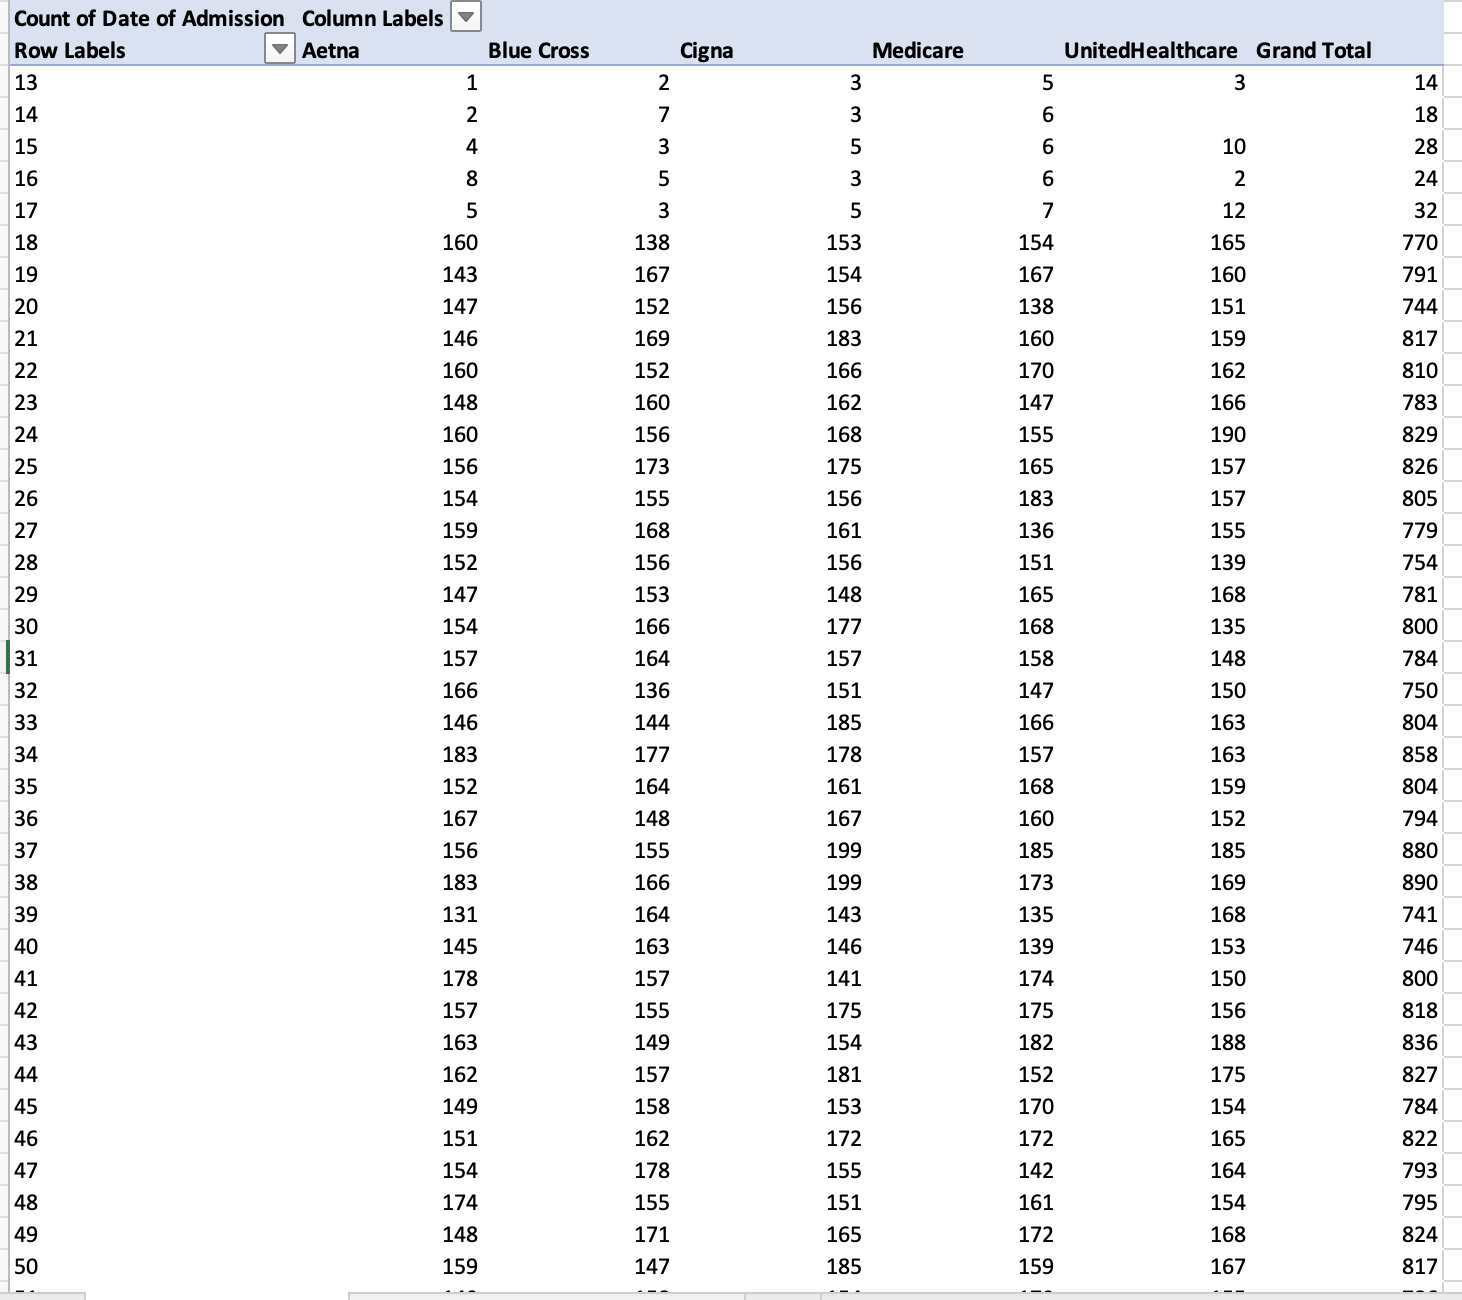 Count of Date of Admission Column Labels
Row Labels Aetna Blue Cross Cigna Medicare UnitedHealthcare Grand Total
13 1 2 3 5 3 14
14 2 7 3 6 18
15 4 3 5 6 10 28
16 8 5 3 6 2 24
17 5 3 5 7 12 32
18 160 138 153 154 165 770
19 143 167 154 167 160 791
20 147 152 156 138 151 744
21 146 169 183 160 159 817
22 160 152 166 170 162 810
23 148 160 162 147 166 783
24 160 156 168 155 190 829
25 156 173 175 165 157 826
26 154 155 156 183 157 805
27 159 168 161 136 155 779
28 152 156 156 151 139 754
29 147 153 148 165 168 781
30 154 166 177 168 135 800
31 157 164 157 158 148 784
32 166 136 151 147 150 750
33 146 144 185 166 163 804
34 183 177 178 157 163 858
35 152 164 161 168 159 804
36 167 148 167 160 152 794
37 156 155 199 185 185 880
38 183 166 199 173 169 890
39 131 164 143 135 168 741
40 145 163 146 139 153 746
41 178 157 141 174 150 800
42 157 155 175 175 156 818
43 163 149 154 182 188 836
44 162 157 181 152 175 827
45 149 158 153 170 154 784
46 151 162 172 172 165 822
47 154 178 155 142 164 793
48 174 155 151 161 154 795
49 148 171 165 172 168 824
50 159 147 185 159 167 817